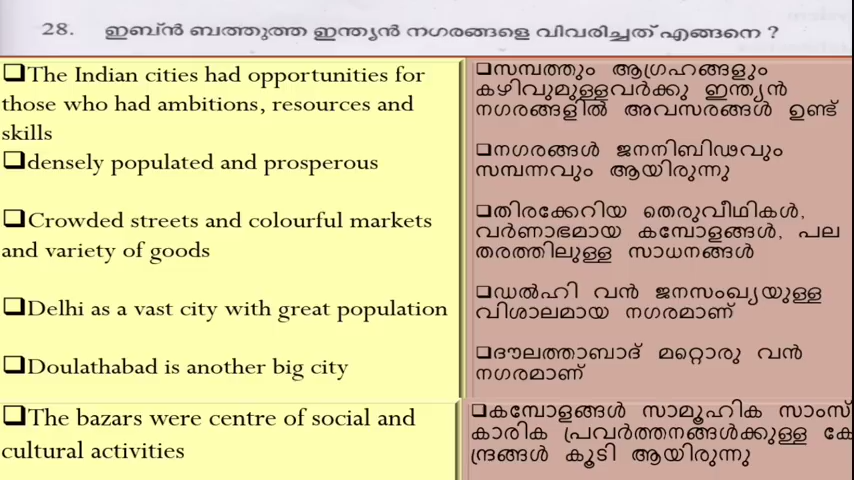 28. ഇബ്ൻ ബത്തൂത്ത ഇന്ത്യൻ നഗരങ്ങളെ വിവരിച്ചത് എങ്ങനെ ?
❑The Indian cities had opportunities for
those who had ambitions, resources and
skills
❑densely populated and prosperous
❑Crowded streets and colourful markets
and variety of goods
❑Delhi as a vast city with great population
❑Doulathabad is another big city
❑The bazars were centre of social and
cultural activities
❑സമ്പത്തും ആഗ്രഹങ്ങളും
കഴിവുമുള്ളവർക്കു ഇന്ത്യൻ
നഗരങ്ങളിൽ അവസരങ്ങൾ ഉണ്ട്
❑നഗരങ്ങൾ ജനനിബിഢവും
സമ്പന്നവും ആയിരുന്നു
❑തിരക്കേറിയ തെരുവീഥികൾ,
വർണാഭമായ കമ്പോളങ്ങൾ, പല
തരത്തിലുള്ള സാധനങ്ങൾ
❑ഡൽഹി വൻ ജനസംഖ്യയുള്ള
വിശാലമായ നഗരമാണ്
❑ദൗലത്താബാദ് മറ്റൊരു വൻ
നഗരമാണ്
❑കമ്പോളങ്ങൾ സാമൂഹിക സാംസ്
കാരിക പ്രവർത്തനങ്ങൾക്കുള്ള കേ
ന്ദ്രങ്ങൾ കൂടി ആയിരുന്നു